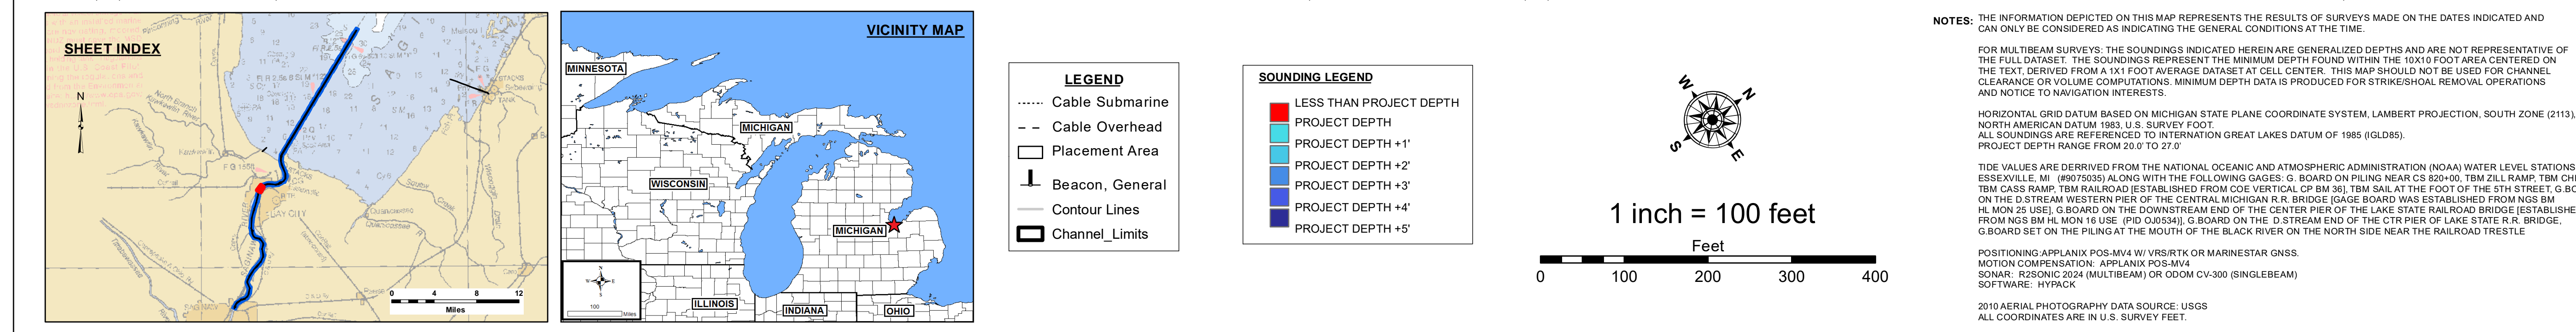 SHEET INDEX
N
BAY CITY
SAGINAW
0 4 8 12
Miles
VICINITY MAP
MINNESOTA
MICHIGAN
WISCONSIN
MICHIGAN
ILLINOIS
INDIANA
OHIO
100
Miles
LEGEND
Cable Submarine
Cable Overhead
Placement Area
Beacon, General
Contour Lines
Channel_Limits
SOUNDING LEGEND
LESS THAN PROJECT DEPTH
PROJECT DEPTH
PROJECT DEPTH +1'
PROJECT DEPTH +2'
PROJECT DEPTH +3'
PROJECT DEPTH +4'
PROJECT DEPTH +5'
W N
S E
1 inch = 100 feet
Feet
0 100 200 300 400
NOTES: THE INFORMATION DEPICTED ON THIS MAP REPRESENTS THE RESULTS OF SURVEYS MADE ON THE DATES INDICATED AND
CAN ONLY BE CONSIDERED AS INDICATING THE GENERAL CONDITIONS AT THE TIME.
FOR MULTIBEAM SURVEYS: THE SOUNDINGS INDICATED HEREIN ARE GENERALIZED DEPTHS AND ARE NOT REPRESENTATIVE OF
THE FULL DATASET. THE SOUNDINGS REPRESENT THE MINIMUM DEPTH FOUND WITHIN THE 10X10 FOOT AREA CENTERED ON
THE TEXT, DERIVED FROM A 1X1 FOOT AVERAGE DATASET AT CELL CENTER. THIS MAP SHOULD NOT BE USED FOR CHANNEL
CLEARANCE OR VOLUME COMPUTATIONS. MINIMUM DEPTH DATA IS PRODUCED FOR STRIKE/SHOAL REMOVAL OPERATIONS
AND NOTICE TO NAVIGATION INTERESTS.
HORIZONTAL GRID DATUM BASED ON MICHIGAN STATE PLANE COORDINATE SYSTEM, LAMBERT PROJECTION, SOUTH ZONE (2113),
NORTH AMERICAN DATUM 1983, U.S. SURVEY FOOT.
ALL SOUNDINGS ARE REFERENCED TO INTERNATION GREAT LAKES DATUM OF 1985 (IGLD85).
PROJECT DEPTH RANGE FROM 20.0' TO 27.0'
TIDE VALUES ARE DERRIVED FROM THE NATIONAL OCEANIC AND ATMOSPHERIC ADMINISTRATION (NOAA) WATER LEVEL STATIONS
ESSEXVILLE, MI (#9075035) ALONG WITH THE FOLLOWING GAGES: G. BOARD ON PILING NEAR CS 820+00, TBM ZILL RAMP, TBM CH
TBM CASS RAMP, TBM RAILROAD [ESTABLISHED FROM COE VERTICAL CP BM 36], TBM SAIL AT THE FOOT OF THE 5TH STREET, G.BO
ON THE D.STREAM WESTERN PIER OF THE CENTRAL MICHIGAN R.R. BRIDGE [GAGE BOARD WAS ESTABLISHED FROM NGS BM
HL MON 25 USE], G.BOARD ON THE DOWNSTREAM END OF THE CENTER PIER OF THE LAKE STATE RAILROAD BRIDGE [ESTABLISHE
FROM NGS BM HL MON 16 USE (PID OJ0534)], G.BOARD ON THE D.STREAM END OF THE CTR PIER OF LAKE STATE R.R. BRIDGE,
G.BOARD SET ON THE PILING AT THE MOUTH OF THE BLACK RIVER ON THE NORTH SIDE NEAR THE RAILROAD TRESTLE
POSITIONING:APPLANIX POS-MV4 W/ VRS/RTK OR MARINESTAR GNSS.
MOTION COMPENSATION: APPLANIX POS-MV4
SONAR: R2SONIC 2024 (MULTIBEAM) OR ODOM CV-300 (SINGLEBEAM)
SOFTWARE: HYPACK
2010 AERIAL PHOTOGRAPHY DATA SOURCE: USGS
ALL COORDINATES ARE IN U.S. SURVEY FEET.